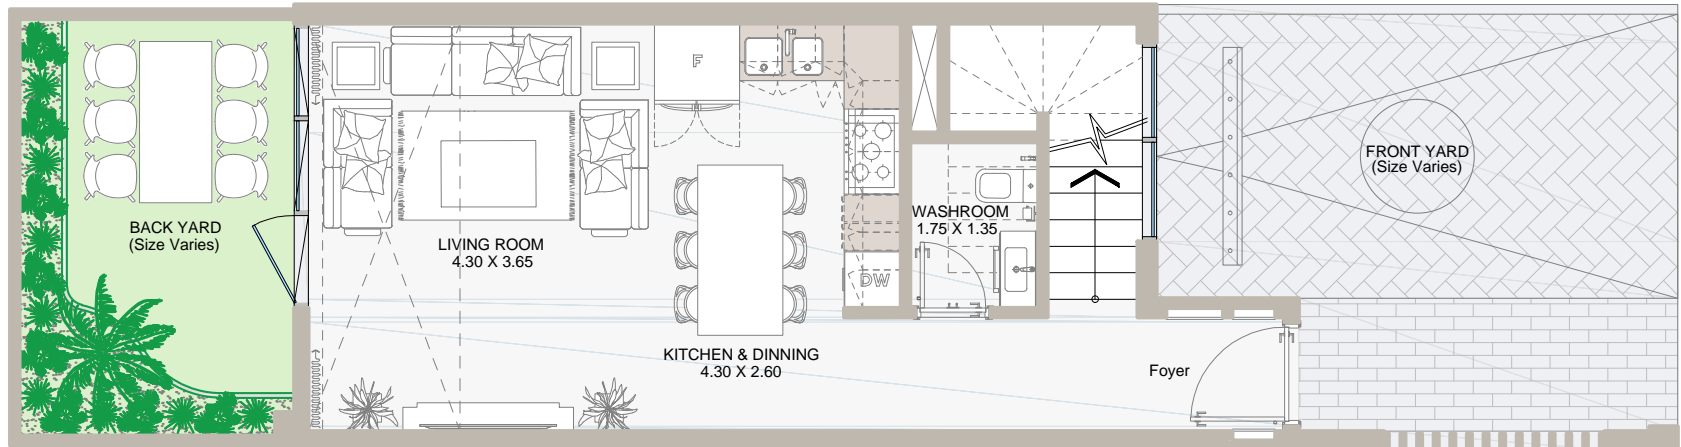 F
FRONT YARD
(Size Varies)
BACK YARD
(Size Varies)
WASHROOM
1.75 X 1.35
LIVING ROOM
4.30 X 3.65
DW
KITCHEN & DINNING
4.30 X 2.60
Foyer